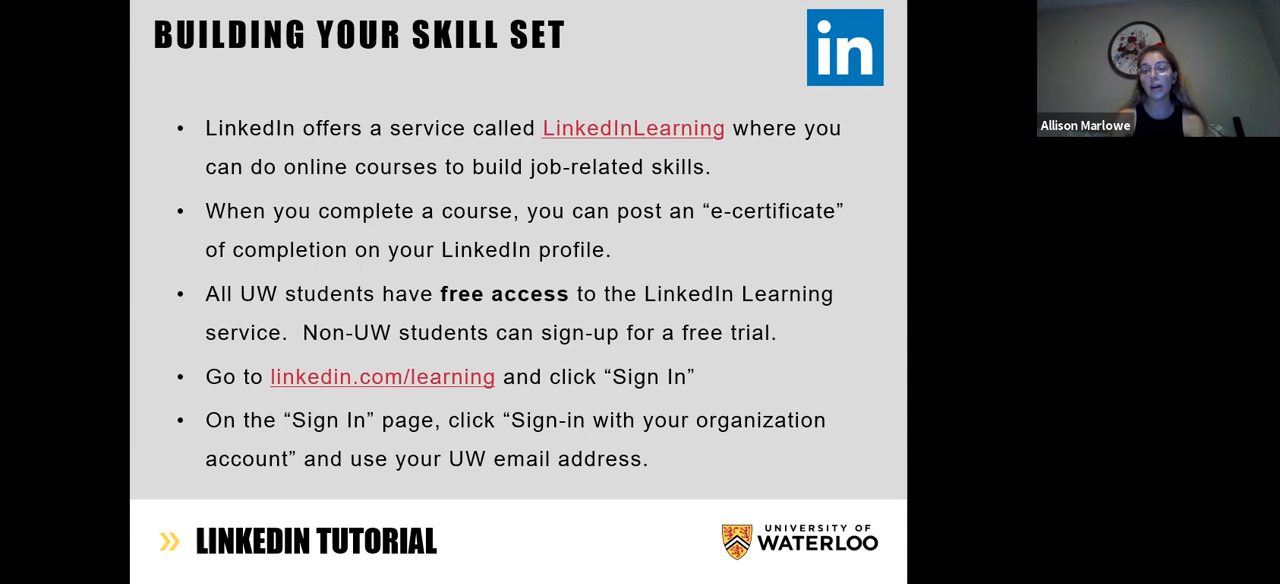 BUILDING YOUR SKILL SET
in
• LinkedIn offers a service called LinkedInLearning where you
can do online courses to build job-related skills.
• When you complete a course, you can post an “e-certificate”
of completion on your LinkedIn profile.
• All UW students have free access to the LinkedIn Learning
service.  Non-UW students can sign-up for a free trial.
• Go to linkedin.com/learning and click “Sign In”
• On the “Sign In” page, click “Sign-in with your organization
account” and use your UW email address.
LINKEDIN TUTORIAL
UNIVERSITY OF
WATERLOO
Allison Marlowe